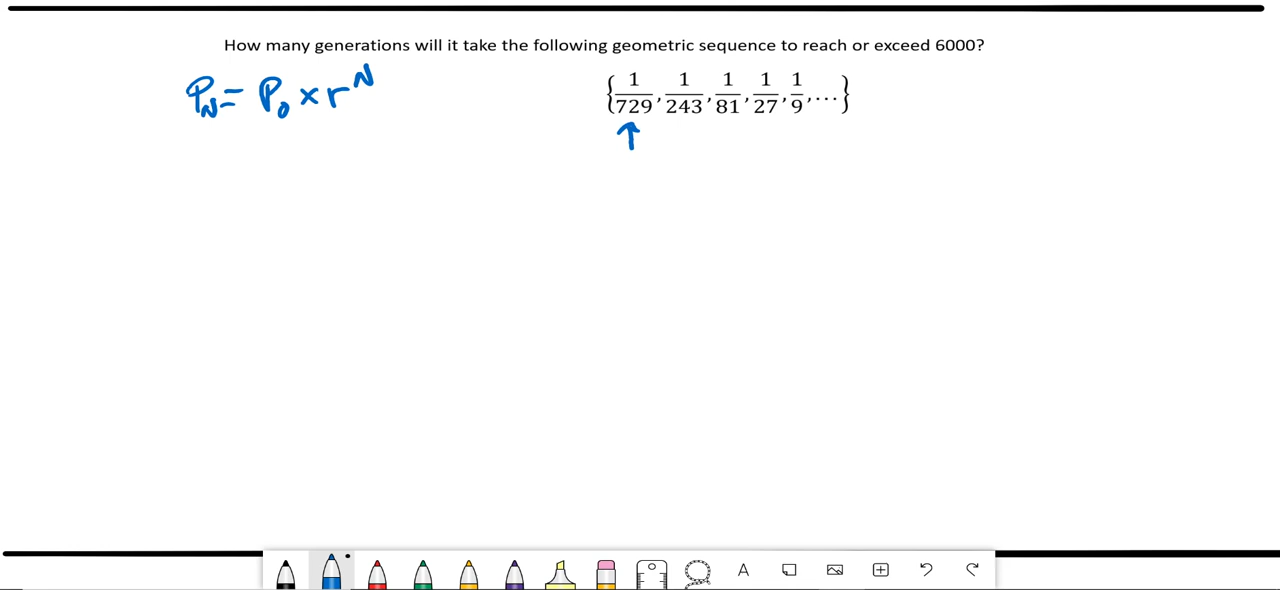 How many generations will it take the following geometric sequence to reach or exceed 6000?
P_N = P_0 × r^N
{1/729, 1/243, 1/81, 1/27, 1/9, ...}
A